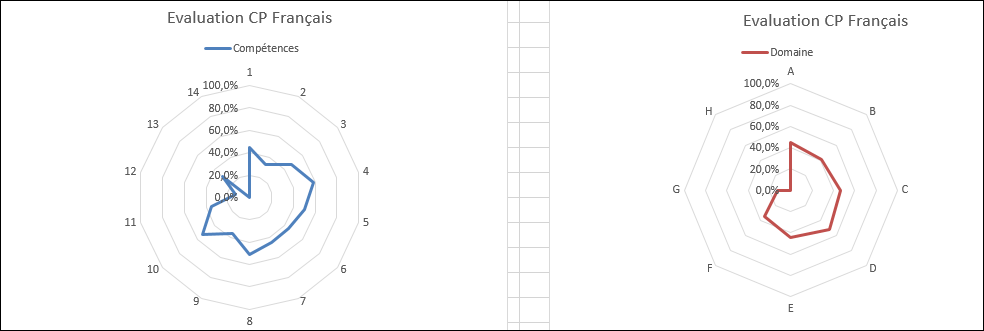 Evaluation CP Français
Compétences
1
2
3
4
5
6
7
8
9
10
11
12
13
14
100,0%
80,0%
60,0%
40,0%
20,0%
0,0%
Evaluation CP Français
Domaine
A
B
C
D
E
F
G
H
100,0%
80,0%
60,0%
40,0%
20,0%
0,0%